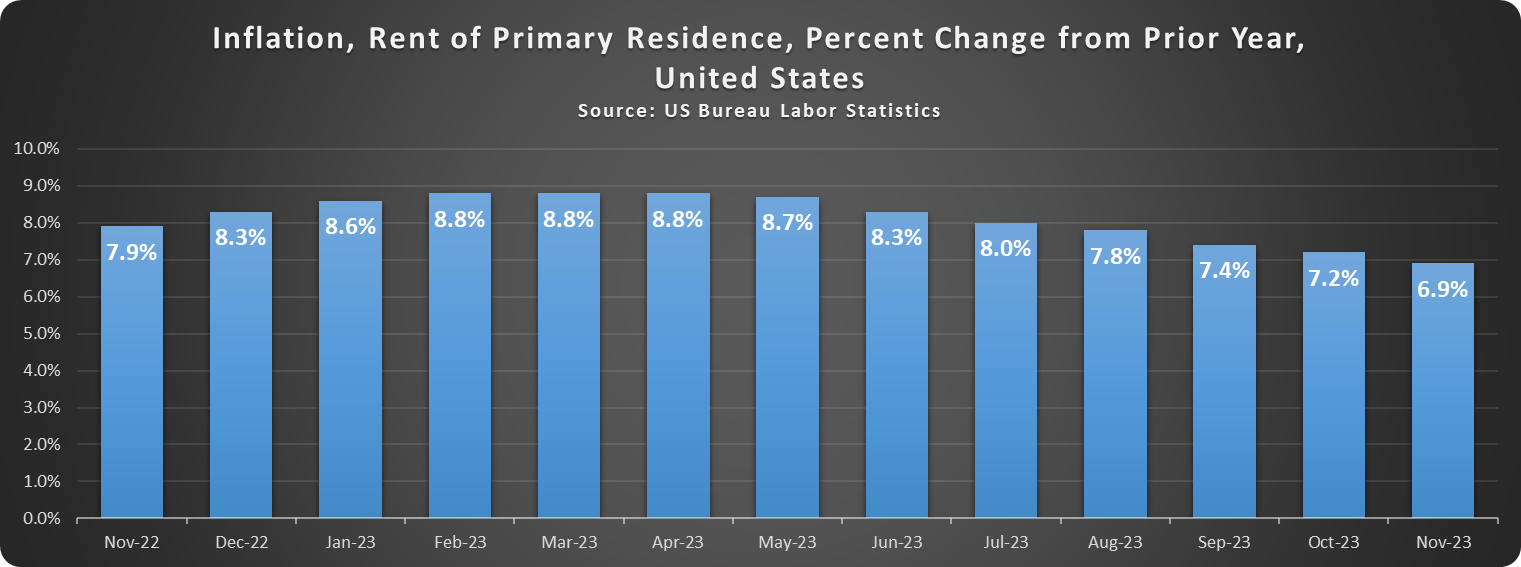 Inflation, Rent of Primary Residence, Percent Change from Prior Year,
United States
Source: US Bureau Labor Statistics
10.0%
9.0%
8.0%
7.0%
6.0%
5.0%
4.0%
3.0%
2.0%
1.0%
0.0%
7.9%
8.3%
8.6%
8.8%
8.8%
8.8%
8.7%
8.3%
8.0%
7.8%
7.4%
7.2%
6.9%
Nov-22
Dec-22
Jan-23
Feb-23
Mar-23
Apr-23
May-23
Jun-23
Jul-23
Aug-23
Sep-23
Oct-23
Nov-23